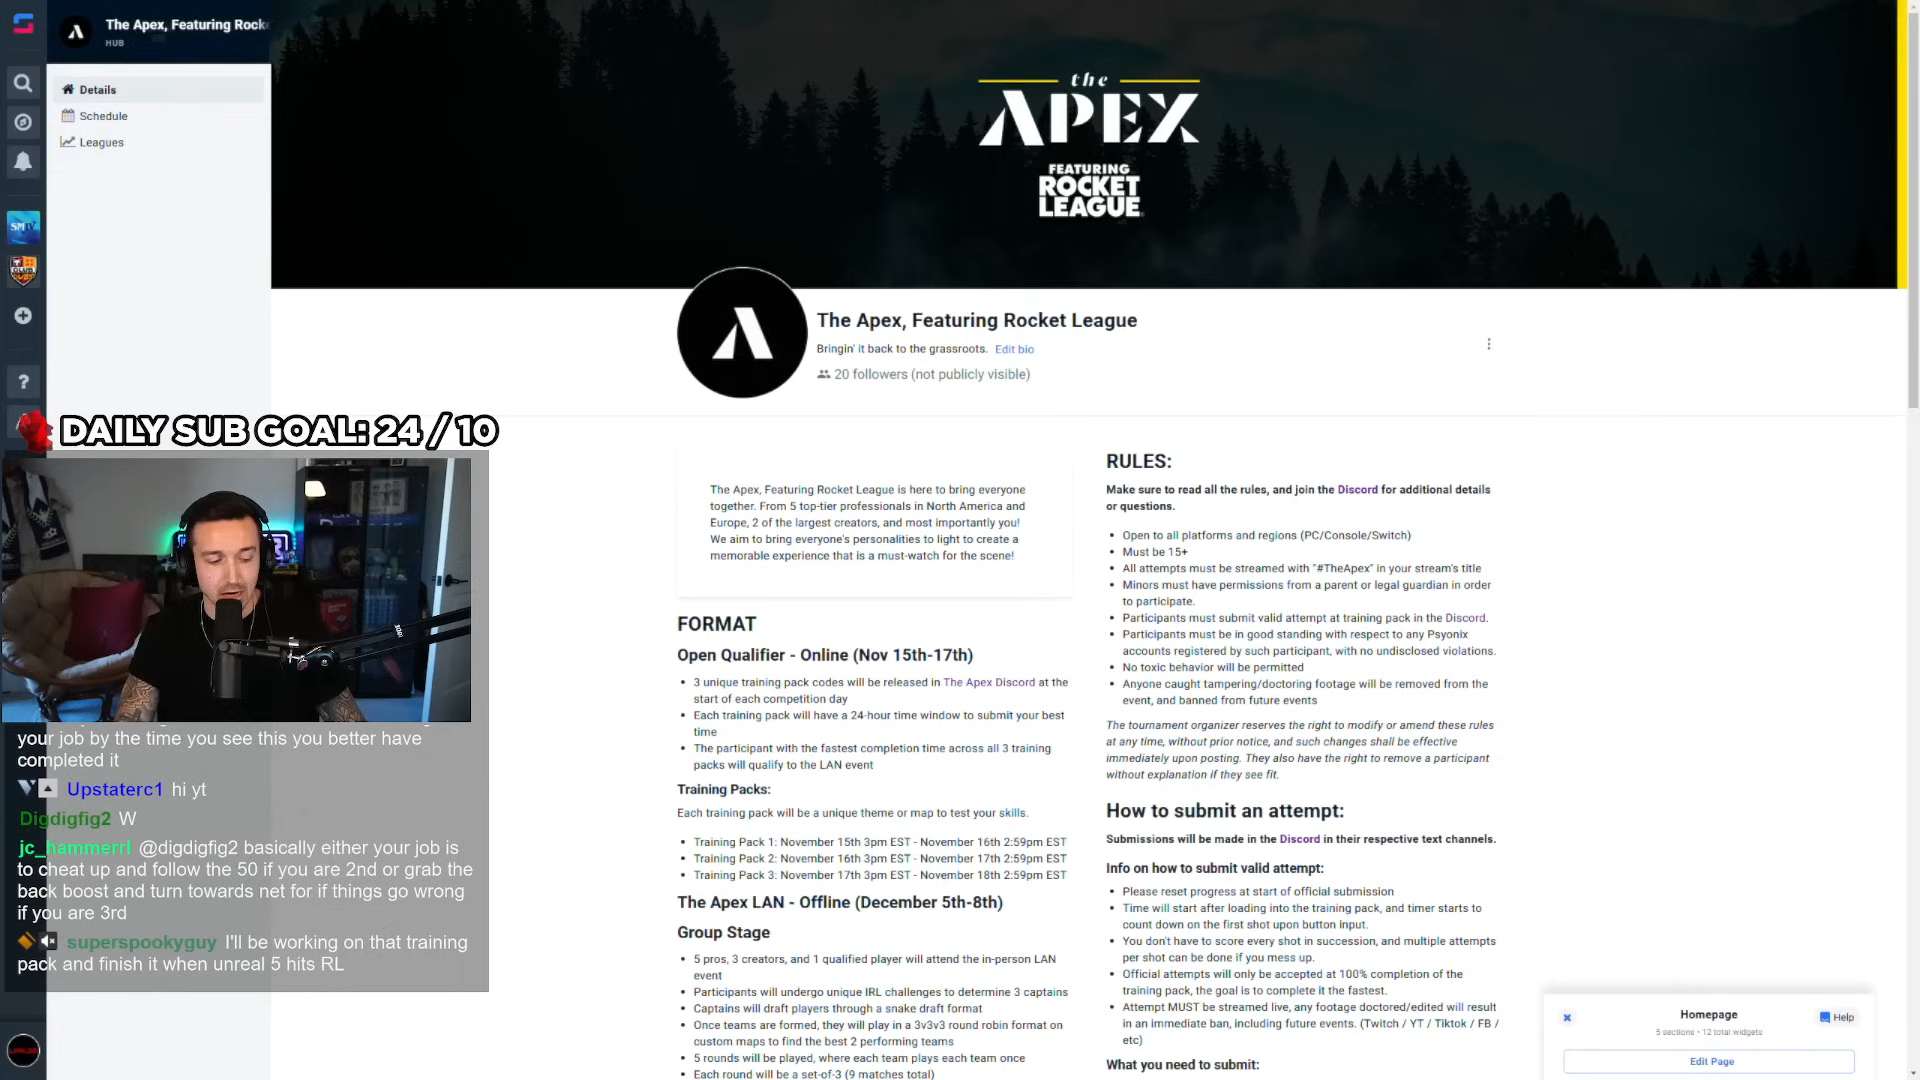 The Apex, Featuring Rock
HUB
Details
Schedule
Leagues
the
APEX
FEATURING
ROCKET
LEAGUE
The Apex, Featuring Rocket League
Bringin' it back to the grassroots. Edit bio
20 followers (not publicly visible)
DAILY SUB GOAL: 24 / 10
your job by the time you see this you better have
completed it
Upstaterc1 hi yt
Digdigfig2 W
jc_hammerrl @digdigfig2 basically either your job is
to cheat up and follow the 50 if you are 2nd or grab the
back boost and turn towards net for if things go wrong
if you are 3rd
superspookyguy I'll be working on that training
pack and finish it when unreal 5 hits RL
The Apex, Featuring Rocket League is here to bring everyone
together. From 5 top-tier professionals in North America and
Europe, 2 of the largest creators, and most importantly you!
We aim to bring everyone's personalities to light to create a
memorable experience that is a must-watch for the scene!
FORMAT
Open Qualifier - Online (Nov 15th-17th)
• 3 unique training pack codes will be released in The Apex Discord at the
start of each competition day
• Each training pack will have a 24-hour time window to submit your best
time
• The participant with the fastest completion time across all 3 training
packs will qualify to the LAN event
Training Packs:
Each training pack will be a unique theme or map to test your skills.
• Training Pack 1: November 15th 3pm EST - November 16th 2:59pm EST
• Training Pack 2: November 16th 3pm EST - November 17th 2:59pm EST
• Training Pack 3: November 17th 3pm EST - November 18th 2:59pm EST
The Apex LAN - Offline (December 5th-8th)
Group Stage
• 5 pros, 3 creators, and 1 qualified player will attend the in-person LAN
event
• Participants will undergo unique IRL challenges to determine 3 captains
• Captains will draft players through a snake draft format
• Once teams are formed, they will play in a 3v3v3 round robin format on
custom maps to find the best 2 performing teams
• 5 rounds will be played, where each team plays each team once
• Each round will be a set-of-3 (9 matches total)
RULES:
Make sure to read all the rules, and join the Discord for additional details
or questions.
• Open to all platforms and regions (PC/Console/Switch)
• Must be 15+
• All attempts must be streamed with "#TheApex" in your stream's title
• Minors must have permissions from a parent or legal guardian in order
to participate.
• Participants must submit valid attempt at training pack in the Discord.
• Participants must be in good standing with respect to any Psyonix
accounts registered by such participant, with no undisclosed violations.
• No toxic behavior will be permitted
• Anyone caught tampering/doctoring footage will be removed from the
event, and banned from future events
The tournament organizer reserves the right to modify or amend these rules
at any time, without prior notice, and such changes shall be effective
immediately upon posting. They also have the right to remove a participant
without explanation if they see fit.
How to submit an attempt:
Submissions will be made in the Discord in their respective text channels.
Info on how to submit valid attempt:
• Please reset progress at start of official submission
• Time will start after loading into the training pack, and timer starts to
count down on the first shot upon button input.
• You don't have to score every shot in succession, and multiple attempts
per shot can be done if you mess up.
• Official attempts will only be accepted at 100% completion of the
training pack, the goal is to complete it the fastest.
• Attempt MUST be streamed live, any footage doctored/edited will result
in an immediate ban, including future events. (Twitch / YT / Tiktok / FB /
etc)
What you need to submit:
Homepage
Help
5 sections • 12 total widgets
Edit Page